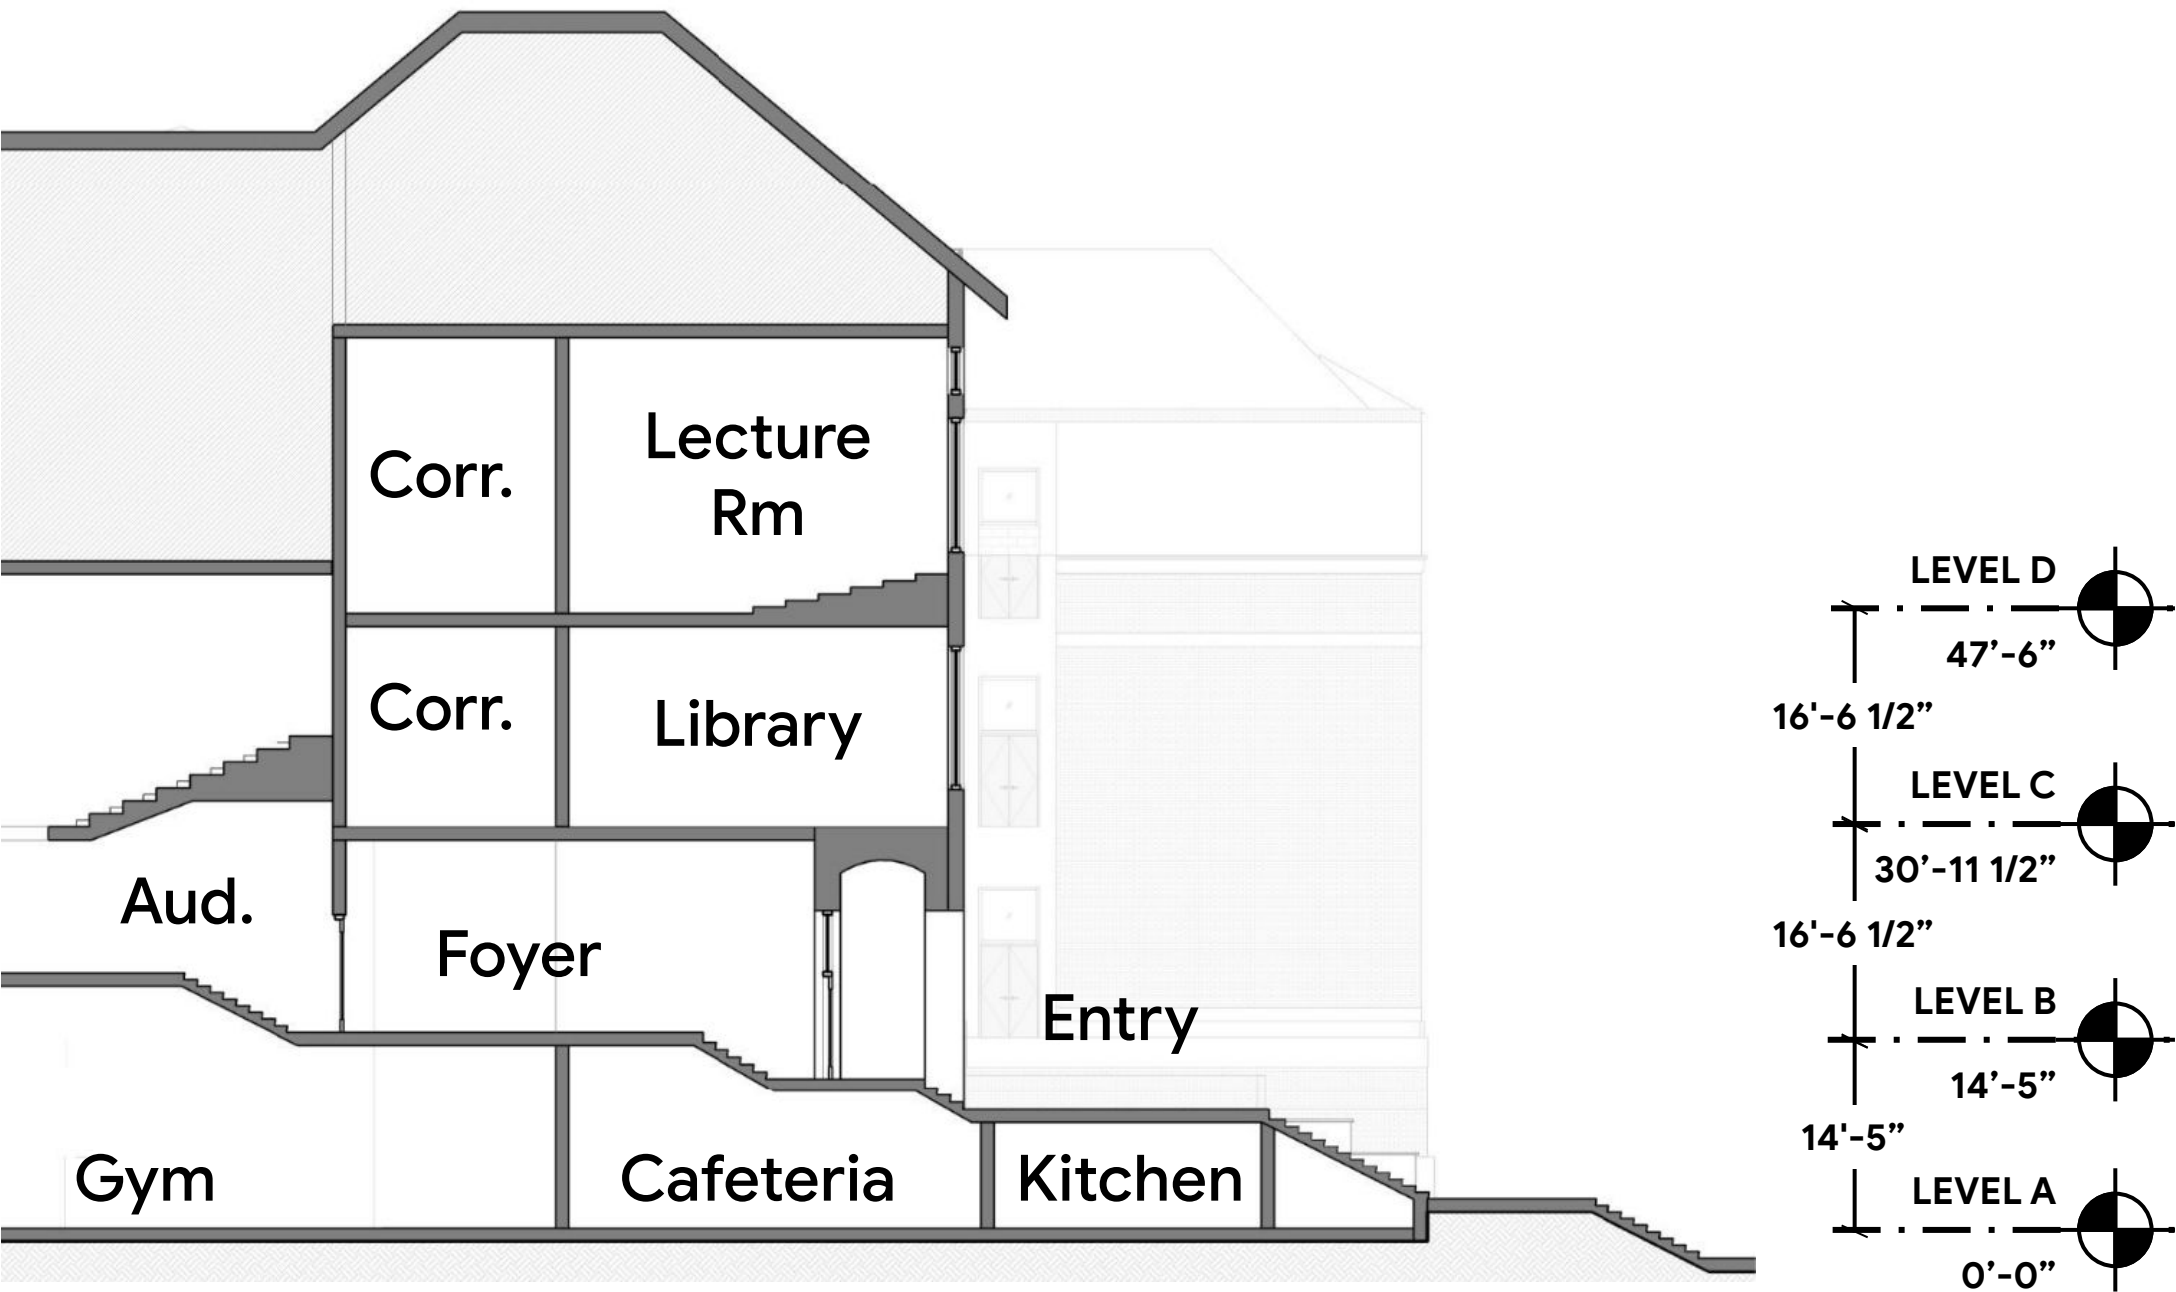 Lecture
Rm
Corr.
Corr.
Library
Aud.
Foyer
Entry
Gym
Cafeteria
Kitchen
LEVEL D
47’-6”
16'-6 1/2”
LEVEL C
30’-11 1/2”
16'-6 1/2”
LEVEL B
14’-5”
14'-5”
LEVEL A
0’-0”